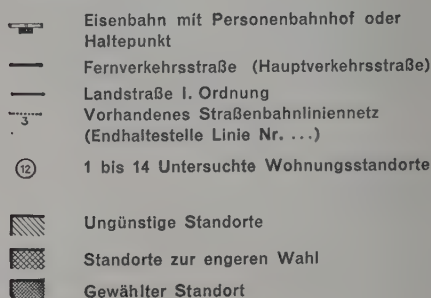 Eisenbahn mit Personenbahnhof oder
Haltepunkt
Fernverkehrsstraße (Hauptverkehrsstraße)
Landstraße I. Ordnung
3 Vorhandenes Straßenbahnliniennetz
(Endhaltestelle Linie Nr. ...)
12 1 bis 14 Untersuchte Wohnungsstandorte
Ungünstige Standorte
Standorte zur engeren Wahl
Gewählter Standort